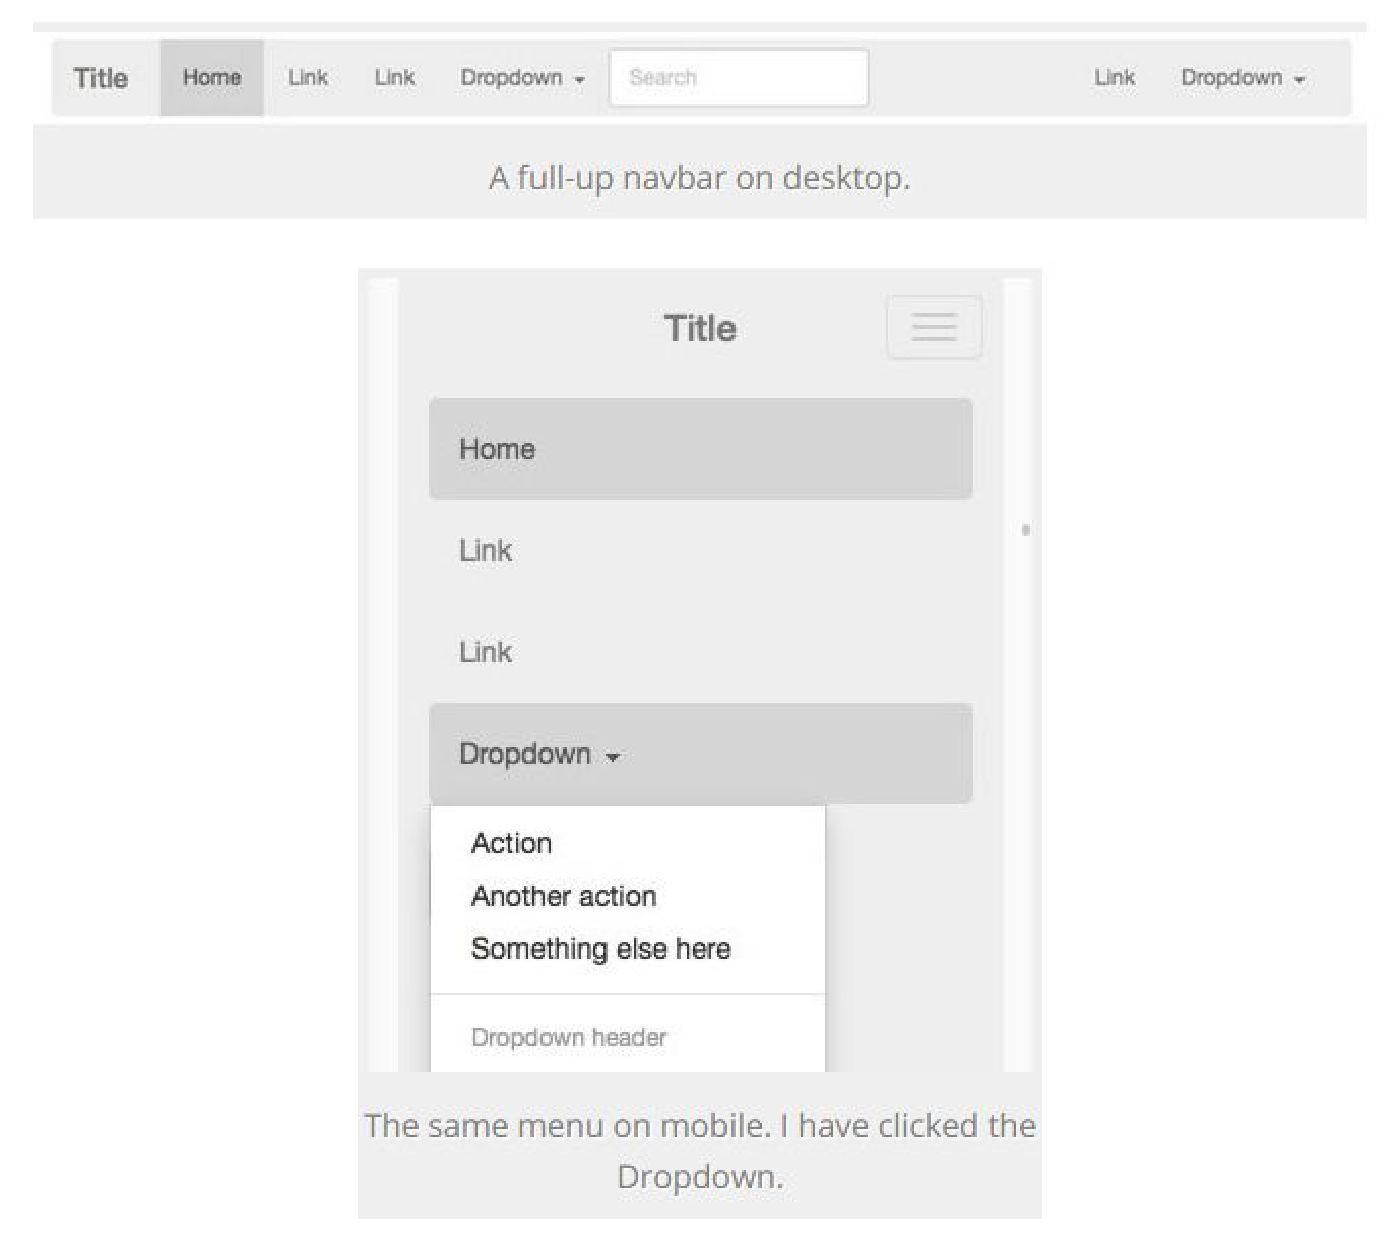 Title Home Link Link Dropdown Search Link Dropdown
A full-up navbar on desktop.
Title
Home
Link
Link
Dropdown
Action
Another action
Something else here
Dropdown header
The same menu on mobile. I have clicked the
Dropdown.